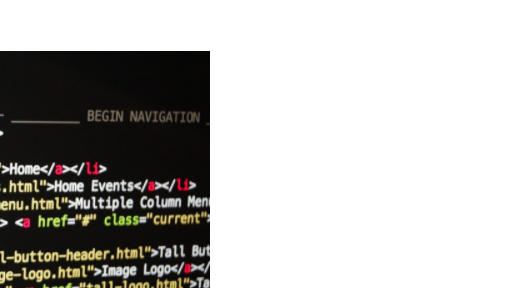 _ ________ BEGIN NAVIGATION _
>
">Home</a></li>
s.html">Home Events</a></li>
enu.html">Multiple Column Men
> <a href="#" class="current">
l-button-header.html">Tall But
ge-logo.html">Image Logo</a></
href="tall-logo.html">Ta